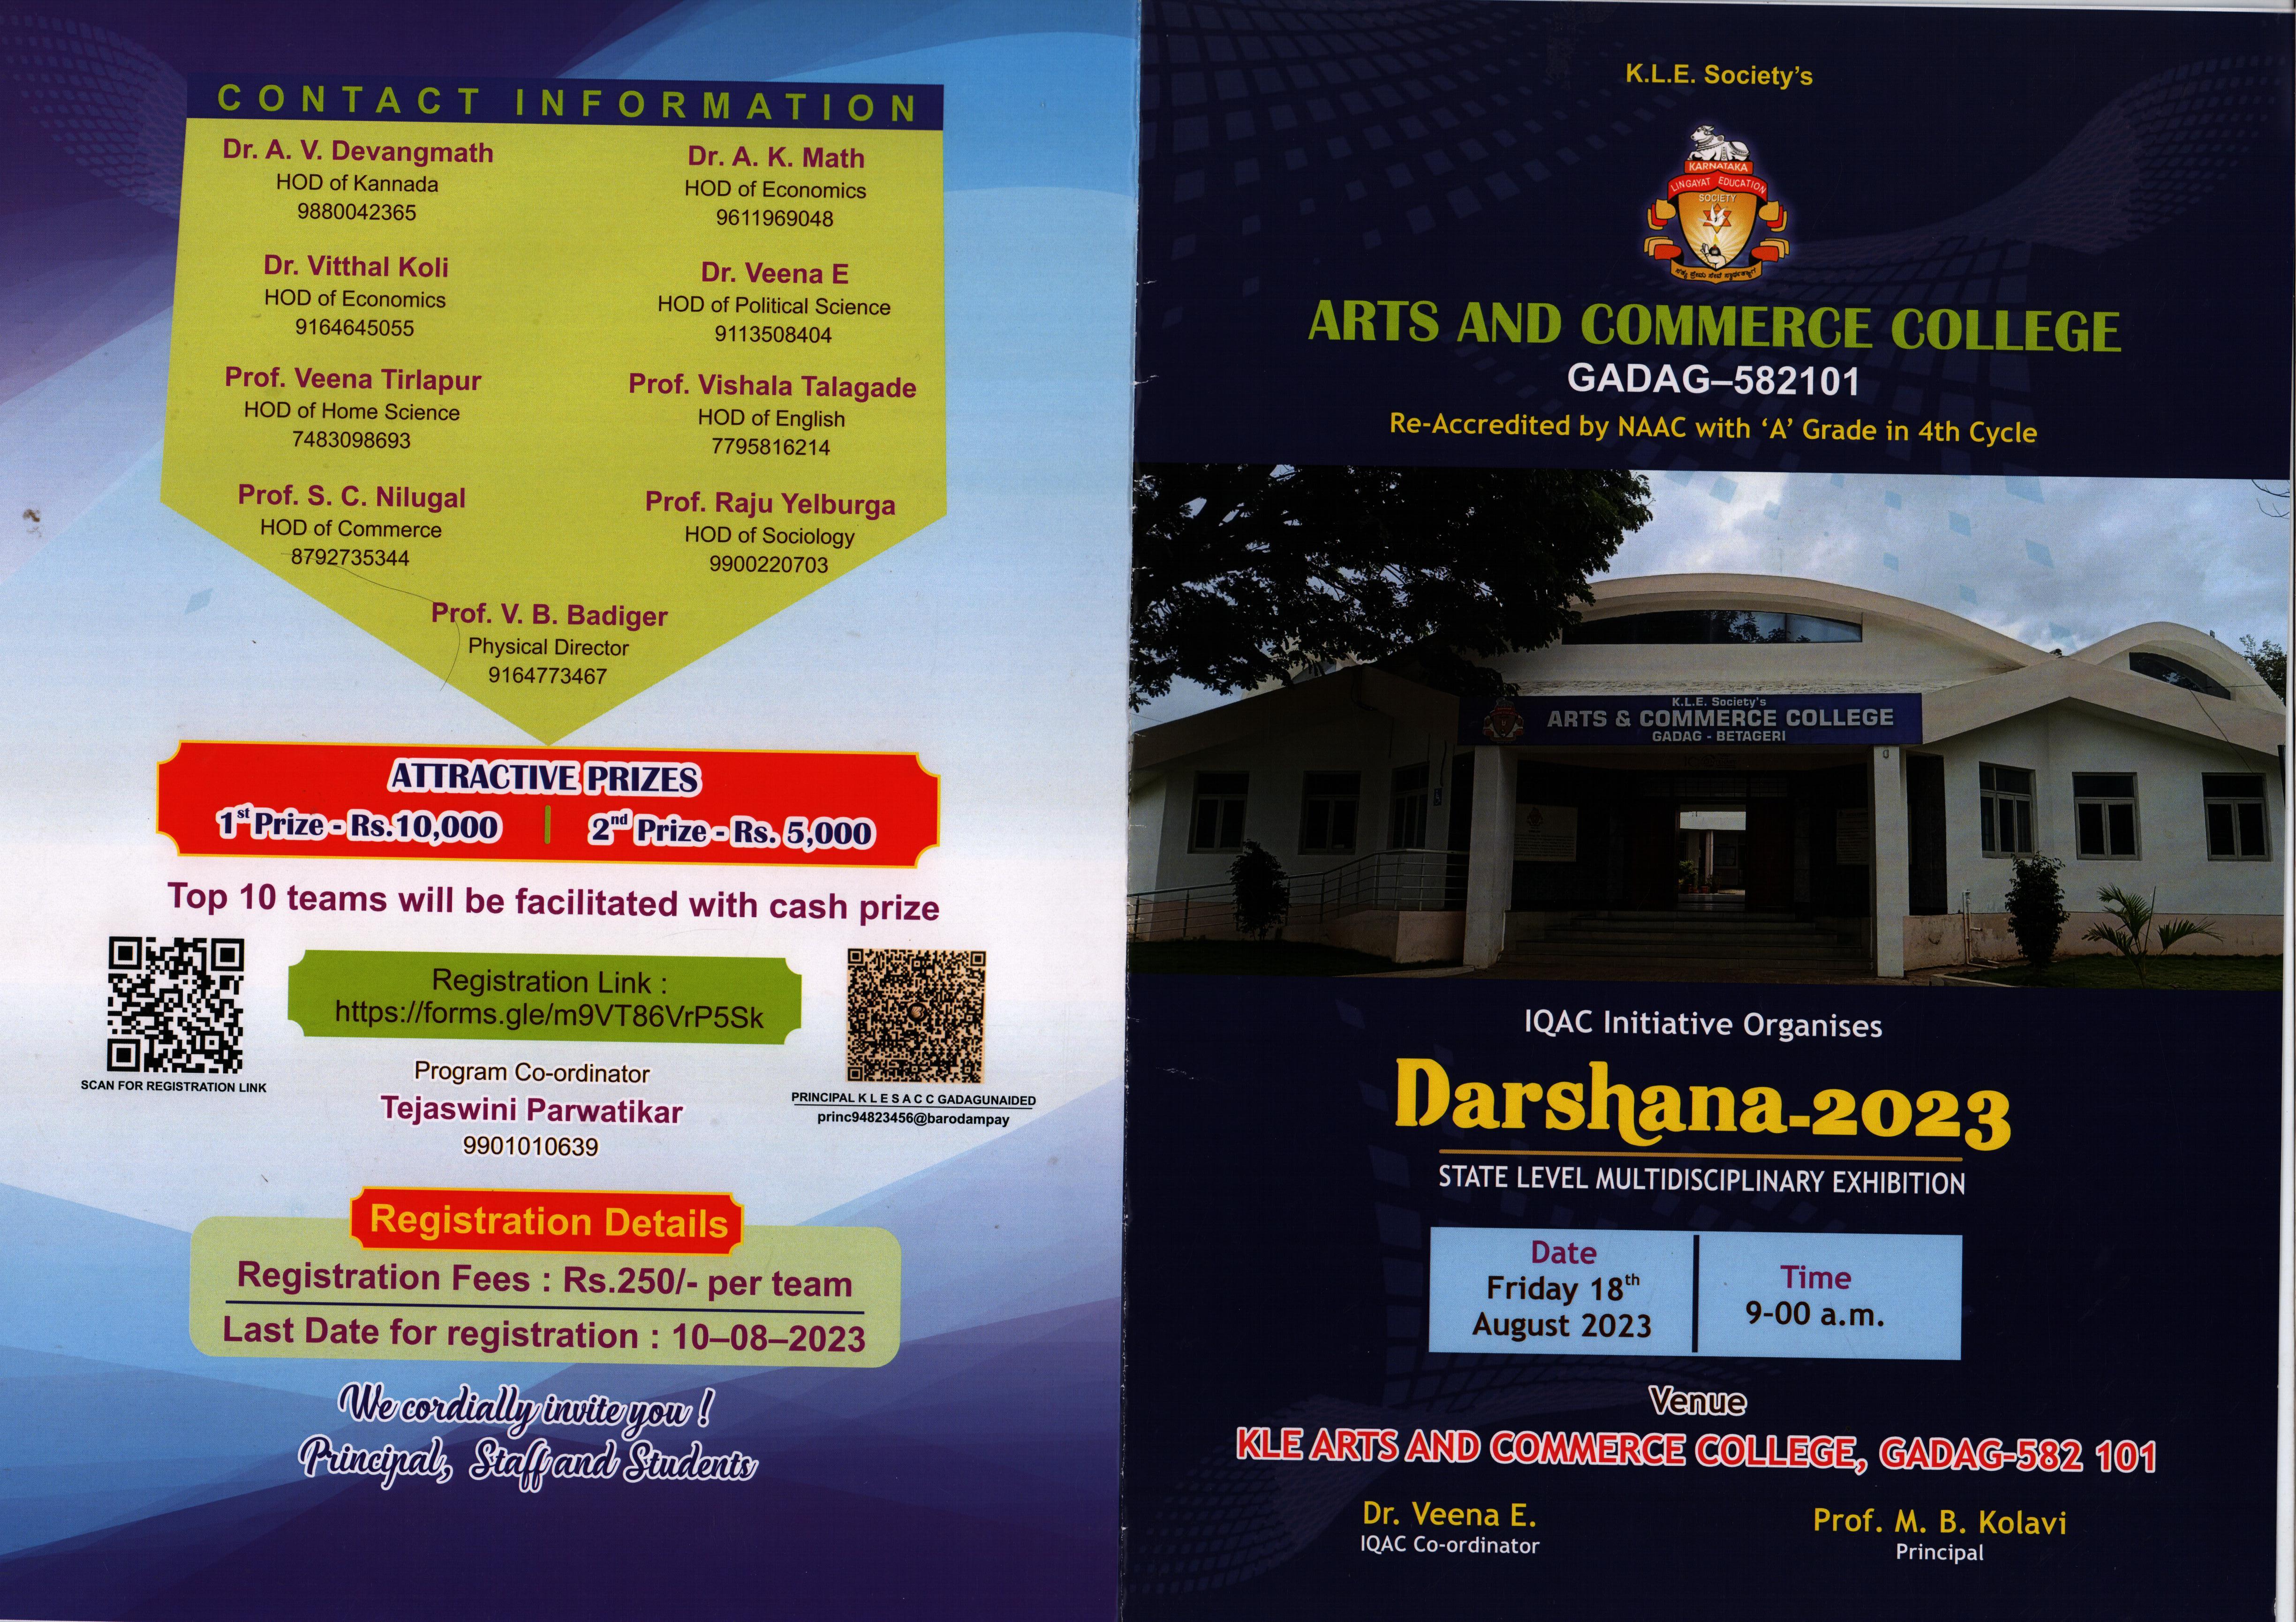 CONTACT INFORMATION
Dr. A. V. Devangmath
HOD of Kannada
9880042365
Dr. A. K. Math
HOD of Economics
9611969048
Dr. Vitthal Koli
HOD of Economics
9164645055
Dr. Veena E
HOD of Political Science
9113508404
Prof. Veena Tirlapur
HOD of Home Science
7483098693
Prof. Vishala Talagade
HOD of English
7795816214
Prof. S. C. Nilugal
HOD of Commerce
8792735344
Prof. Raju Yelburga
HOD of Sociology
9900220703
Prof. V. B. Badiger
Physical Director
9164773467
ATTRACTIVE PRIZES
1st Prize - Rs.10,000 | 2nd Prize - Rs. 5,000
Top 10 teams will be facilitated with cash prize
SCAN FOR REGISTRATION LINK
Registration Link :
https://forms.gle/m9VT86VrP5Sk
PRINCIPAL K L E S A C C GADAGUNAIDED
princ94823456@barodampay
Program Co-ordinator
Tejaswini Parwatikar
9901010639
Registration Details
Registration Fees : Rs.250/- per team
Last Date for registration : 10–08–2023
We cordially invite you !
Principal, Staff and Students
K.L.E. Society's
KARNATAKA
LINGAYAT EDUCATION
SOCIETY
ARTS AND COMMERCE COLLEGE
GADAG–582101
Re-Accredited by NAAC with ‘A’ Grade in 4th Cycle
K.L.E. Society's
ARTS & COMMERCE COLLEGE
GADAG - BETAGERI
IQAC Initiative Organises
Darshana-2023
STATE LEVEL MULTIDISCIPLINARY EXHIBITION
Date
Friday 18th
August 2023
Time
9-00 a.m.
Venue
KLE ARTS AND COMMERCE COLLEGE, GADAG-582 101
Dr. Veena E.
IQAC Co-ordinator
Prof. M. B. Kolavi
Principal